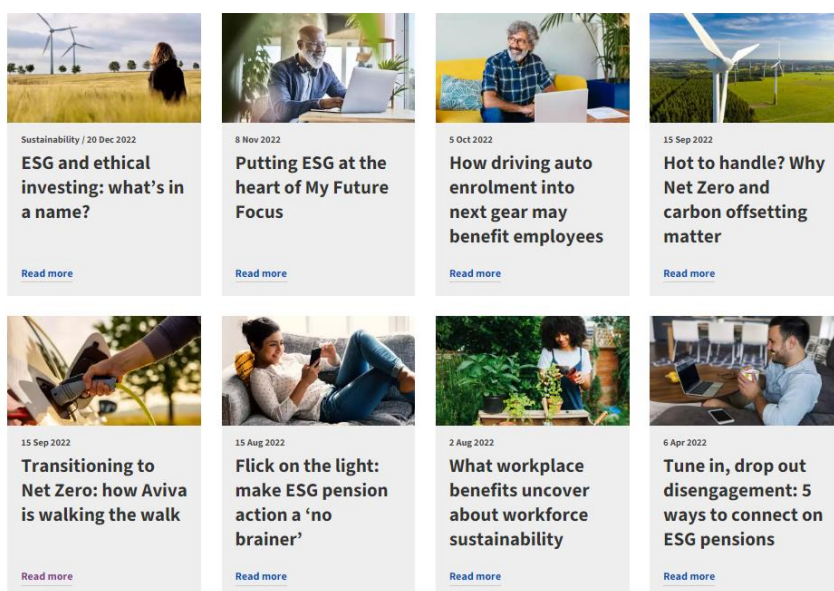 Sustainability / 20 Dec 2022
ESG and ethical
investing: what's in
a name?
Read more
8 Nov 2022
Putting ESG at the
heart of My Future
Focus
Read more
5 Oct 2022
How driving auto
enrolment into
next gear may
benefit employees
Read more
15 Sep 2022
Hot to handle? Why
Net Zero and
carbon offsetting
matter
Read more
15 Sep 2022
Transitioning to
Net Zero: how Aviva
is walking the walk
Read more
15 Aug 2022
Flick on the light:
make ESG pension
action a ‘no
brainer’
Read more
2 Aug 2022
What workplace
benefits uncover
about workforce
sustainability
Read more
6 Apr 2022
Tune in, drop out
disengagement: 5
ways to connect on
ESG pensions
Read more